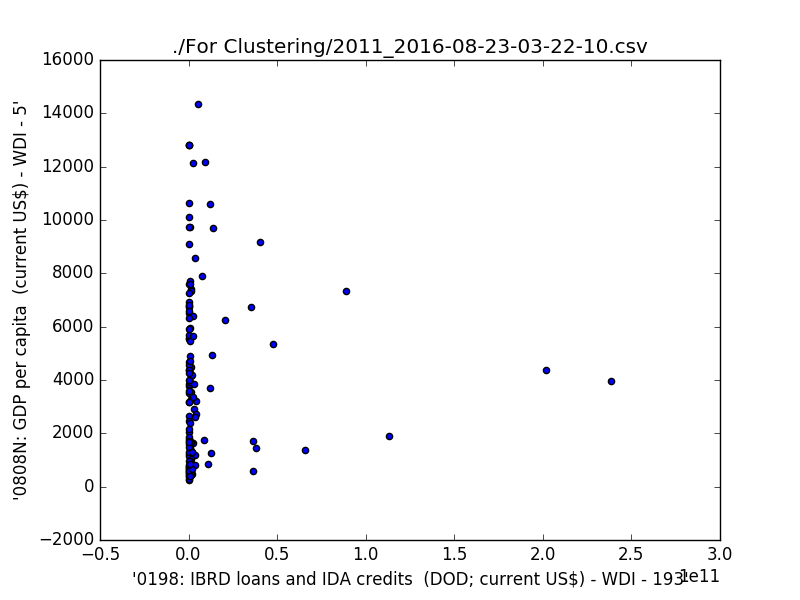 ./For Clustering/2011_2016-08-23-03-22-10.csv
16000
14000
12000
10000
8000
6000
4000
2000
0
−2000
'0808N: GDP per capita  (current US$) - WDI - 5'
−0.5 0.0 0.5 1.0 1.5 2.0 2.5 3.0
1e11
'0198: IBRD loans and IDA credits  (DOD; current US$) - WDI - 193'